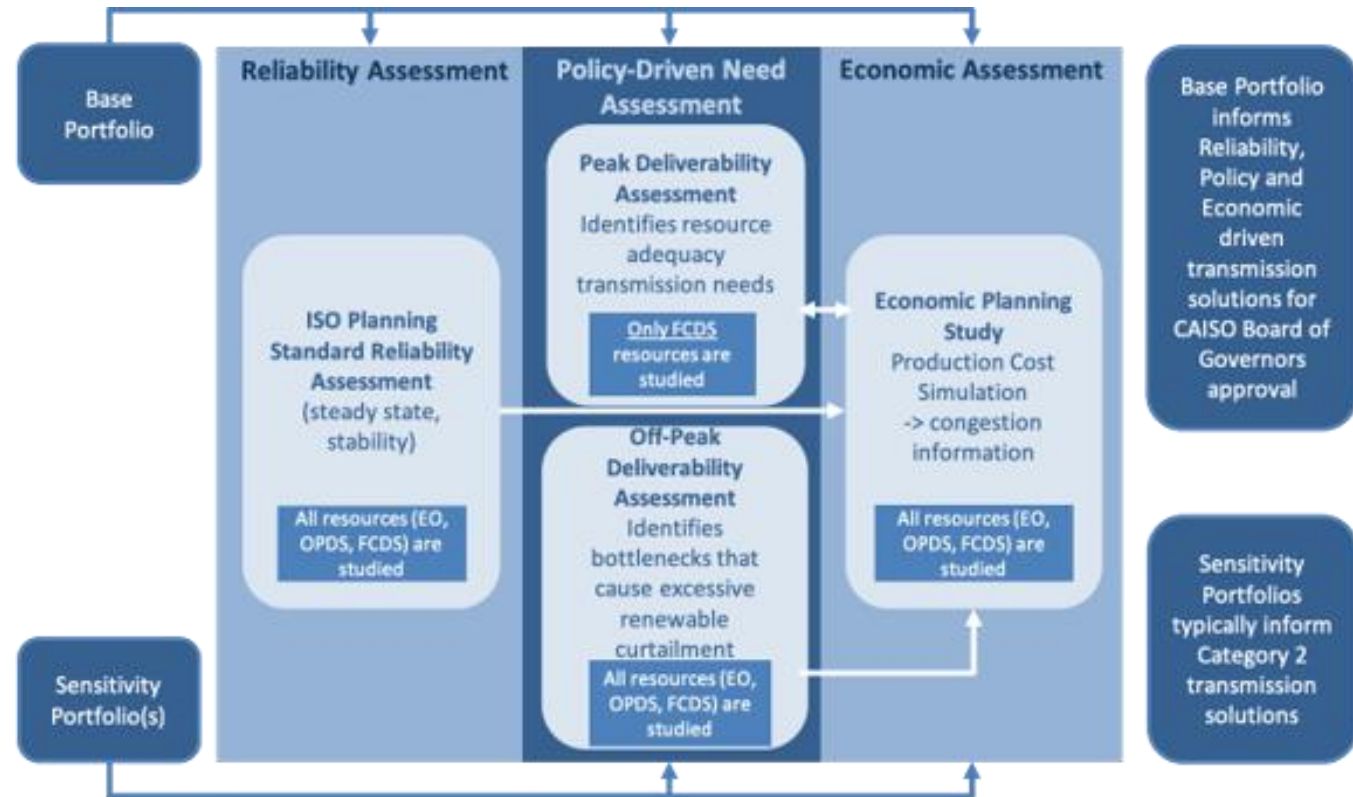 Base
Portfolio
Reliability Assessment
ISO Planning
Standard Reliability
Assessment
(steady state,
stability)
All resources (EO,
OPDS, FCDS) are
studied
Policy-Driven Need
Assessment
Peak Deliverability
Assessment
Identifies resource
adequacy
transmission needs
Only FCDS
resources are
studied
Off-Peak
Deliverability
Assessment
Identifies
bottlenecks that
cause excessive
renewable
curtailment
All resources (EO,
OPDS, FCDS) are
studied
Economic Assessment
Economic Planning
Study
Production Cost
Simulation
-> congestion
information
All resources (EO,
OPDS, FCDS) are
studied
Base Portfolio
informs
Reliability,
Policy and
Economic
driven
transmission
solutions for
CAISO Board of
Governors
approval
Sensitivity
Portfolio(s)
Sensitivity
Portfolios
typically inform
Category 2
transmission
solutions